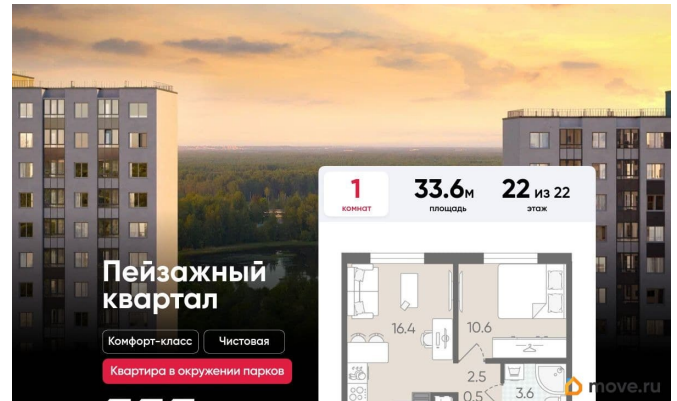 1
комнат
33.6м
площадь
22 из 22
этаж
Пейзажный
квартал
Комфорт-класс
Чистовая
Квартира в окружении парков
16.4
10.6
2.5
0.5
3.6
move.ru